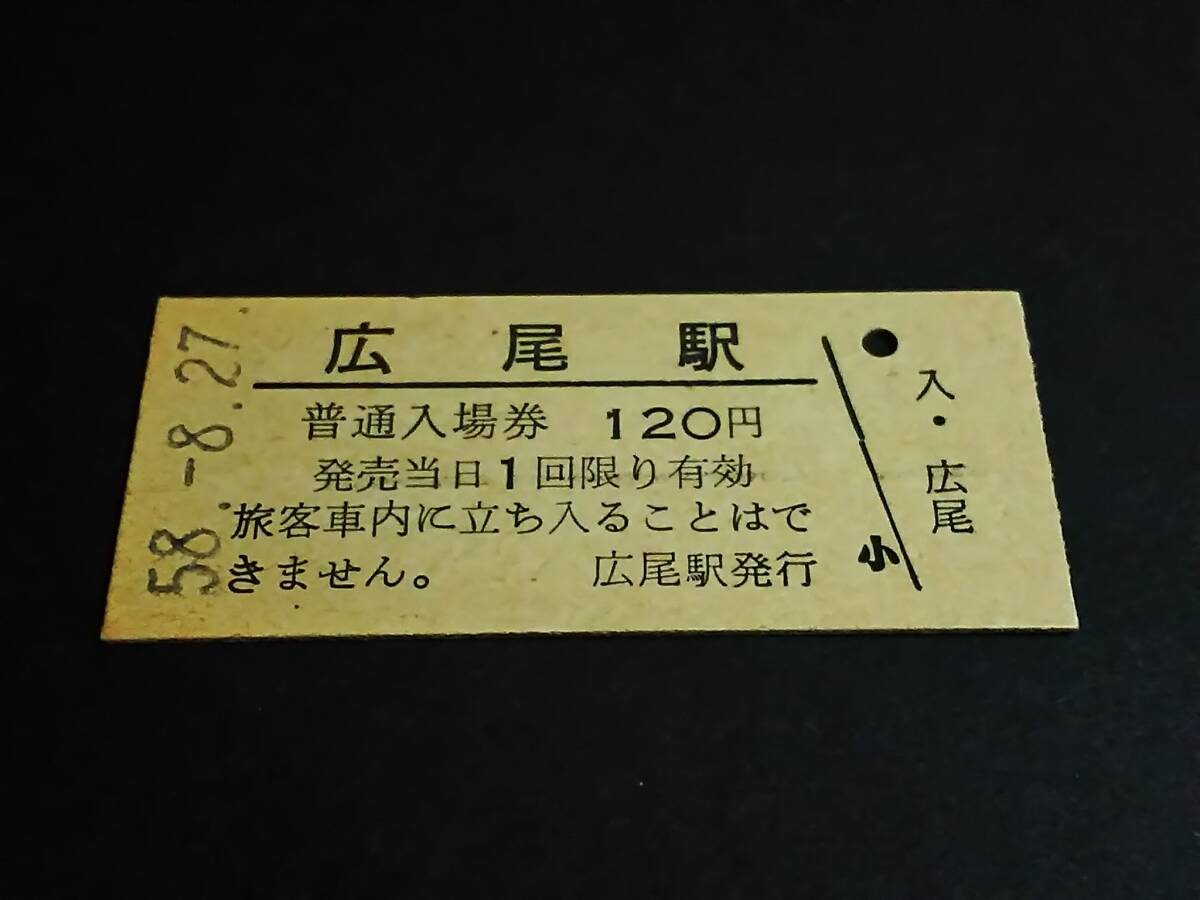 広尾駅
普通入場券 120円
発売当日1回限り有効
旅客車内に立ち入ることはで
きません。 広尾駅発行
58.-8.27.
小
入・広尾